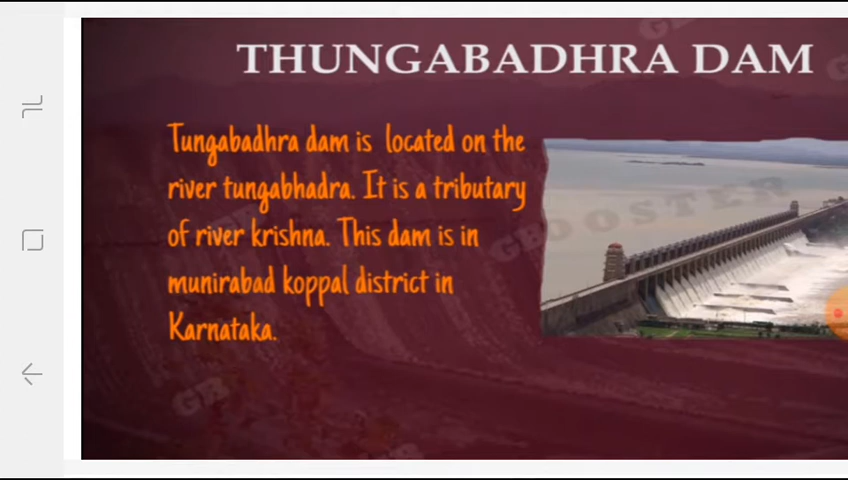 THUNGABADHRA DAM
Tungabadhra dam is located on the
river tungabhadra. It is a tributary
of river krishna. This dam is in
munirabad koppal district in
Karnataka.